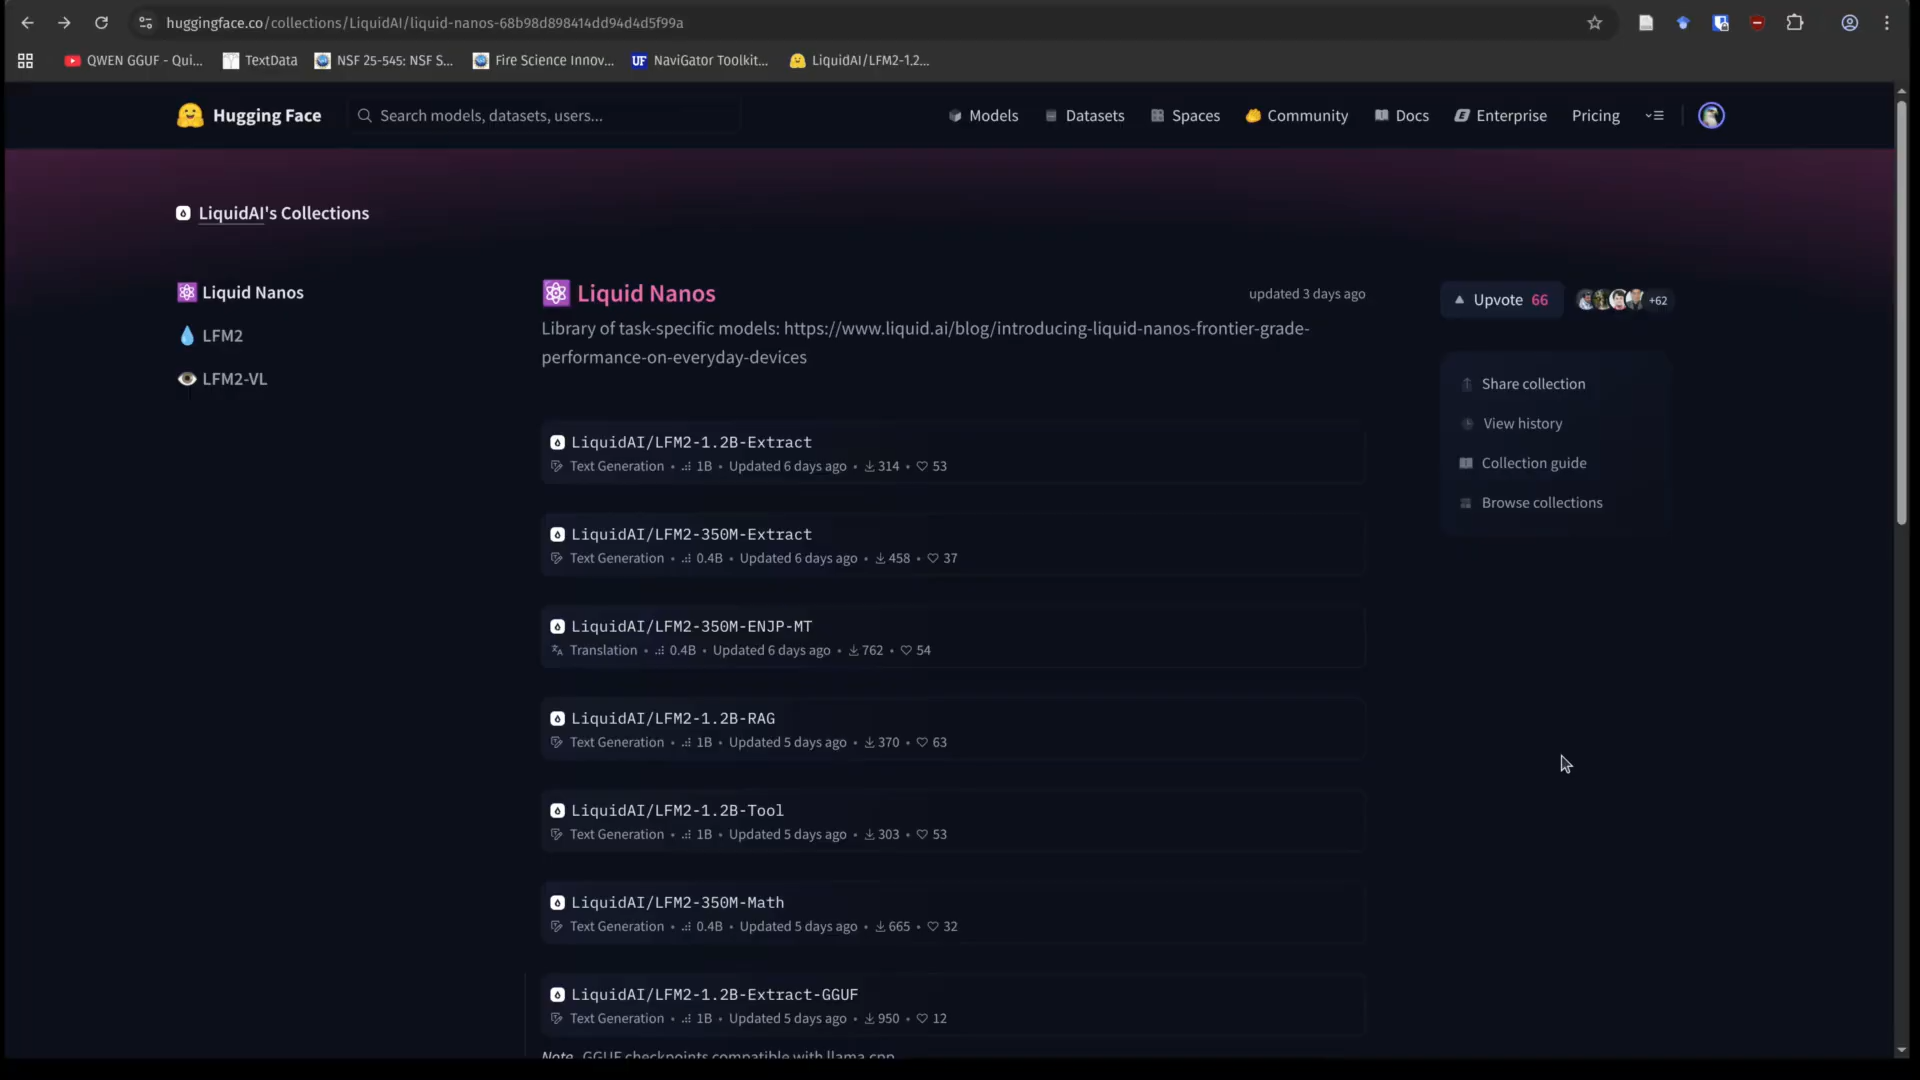 huggingface.co/collections/LiquidAI/liquid-nanos-68b98d898414dd94d4d5f99a
QWEN GGUF - Qui...
TextData
NSF 25-545: NSF S...
Fire Science Innov...
UF NaviGator Toolkit...
LiquidAI/LFM2-1.2...
Hugging Face
Search models, datasets, users...
Models
Datasets
Spaces
Community
Docs
Enterprise
Pricing
LiquidAI's Collections
Liquid Nanos
LFM2
LFM2-VL
Liquid Nanos
updated 3 days ago
Library of task-specific models: https://www.liquid.ai/blog/introducing-liquid-nanos-frontier-grade-
performance-on-everyday-devices
LiquidAI/LFM2-1.2B-Extract
Text Generation • 1B • Updated 6 days ago • 314 • 53
LiquidAI/LFM2-350M-Extract
Text Generation • 0.4B • Updated 6 days ago • 458 • 37
LiquidAI/LFM2-350M-ENJP-MT
Translation • 0.4B • Updated 6 days ago • 762 • 54
LiquidAI/LFM2-1.2B-RAG
Text Generation • 1B • Updated 5 days ago • 370 • 63
LiquidAI/LFM2-1.2B-Tool
Text Generation • 1B • Updated 5 days ago • 303 • 53
LiquidAI/LFM2-350M-Math
Text Generation • 0.4B • Updated 5 days ago • 665 • 32
LiquidAI/LFM2-1.2B-Extract-GGUF
Text Generation • 1B • Updated 5 days ago • 950 • 12
Note GGUF checkpoints compatible with llama.cpp
Upvote 66
+62
Share collection
View history
Collection guide
Browse collections